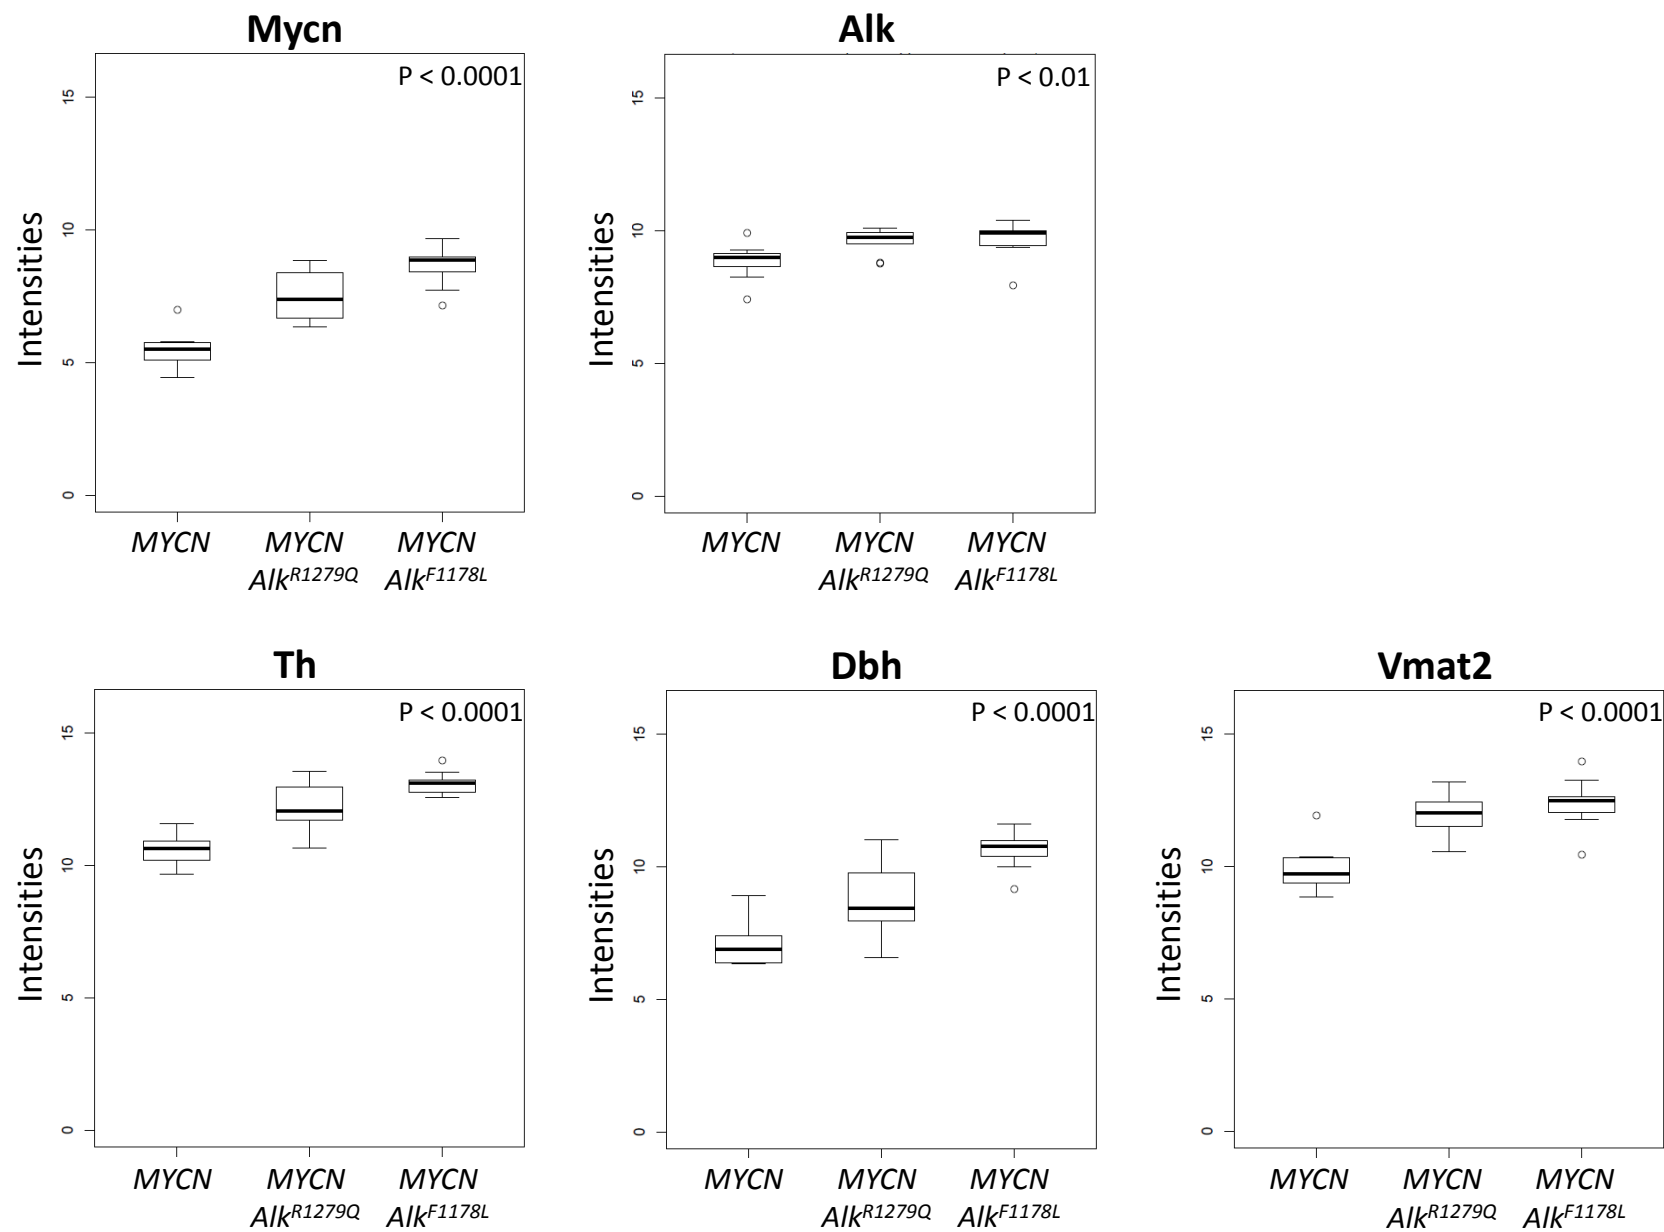 Mycn
P < 0.0001
15
10
5
0
Intensities
MYCN MYCN MYCN
Alk^R1279Q Alk^F1178L
Alk
P < 0.01
15
10
5
0
Intensities
MYCN MYCN MYCN
Alk^R1279Q Alk^F1178L
Th
P < 0.0001
15
10
5
0
Intensities
MYCN MYCN MYCN
Alk^R1279Q Alk^F1178L
Dbh
P < 0.0001
15
10
5
0
Intensities
MYCN MYCN MYCN
Alk^R1279Q Alk^F1178L
Vmat2
P < 0.0001
15
10
5
0
Intensities
MYCN MYCN MYCN
Alk^R1279Q Alk^F1178L